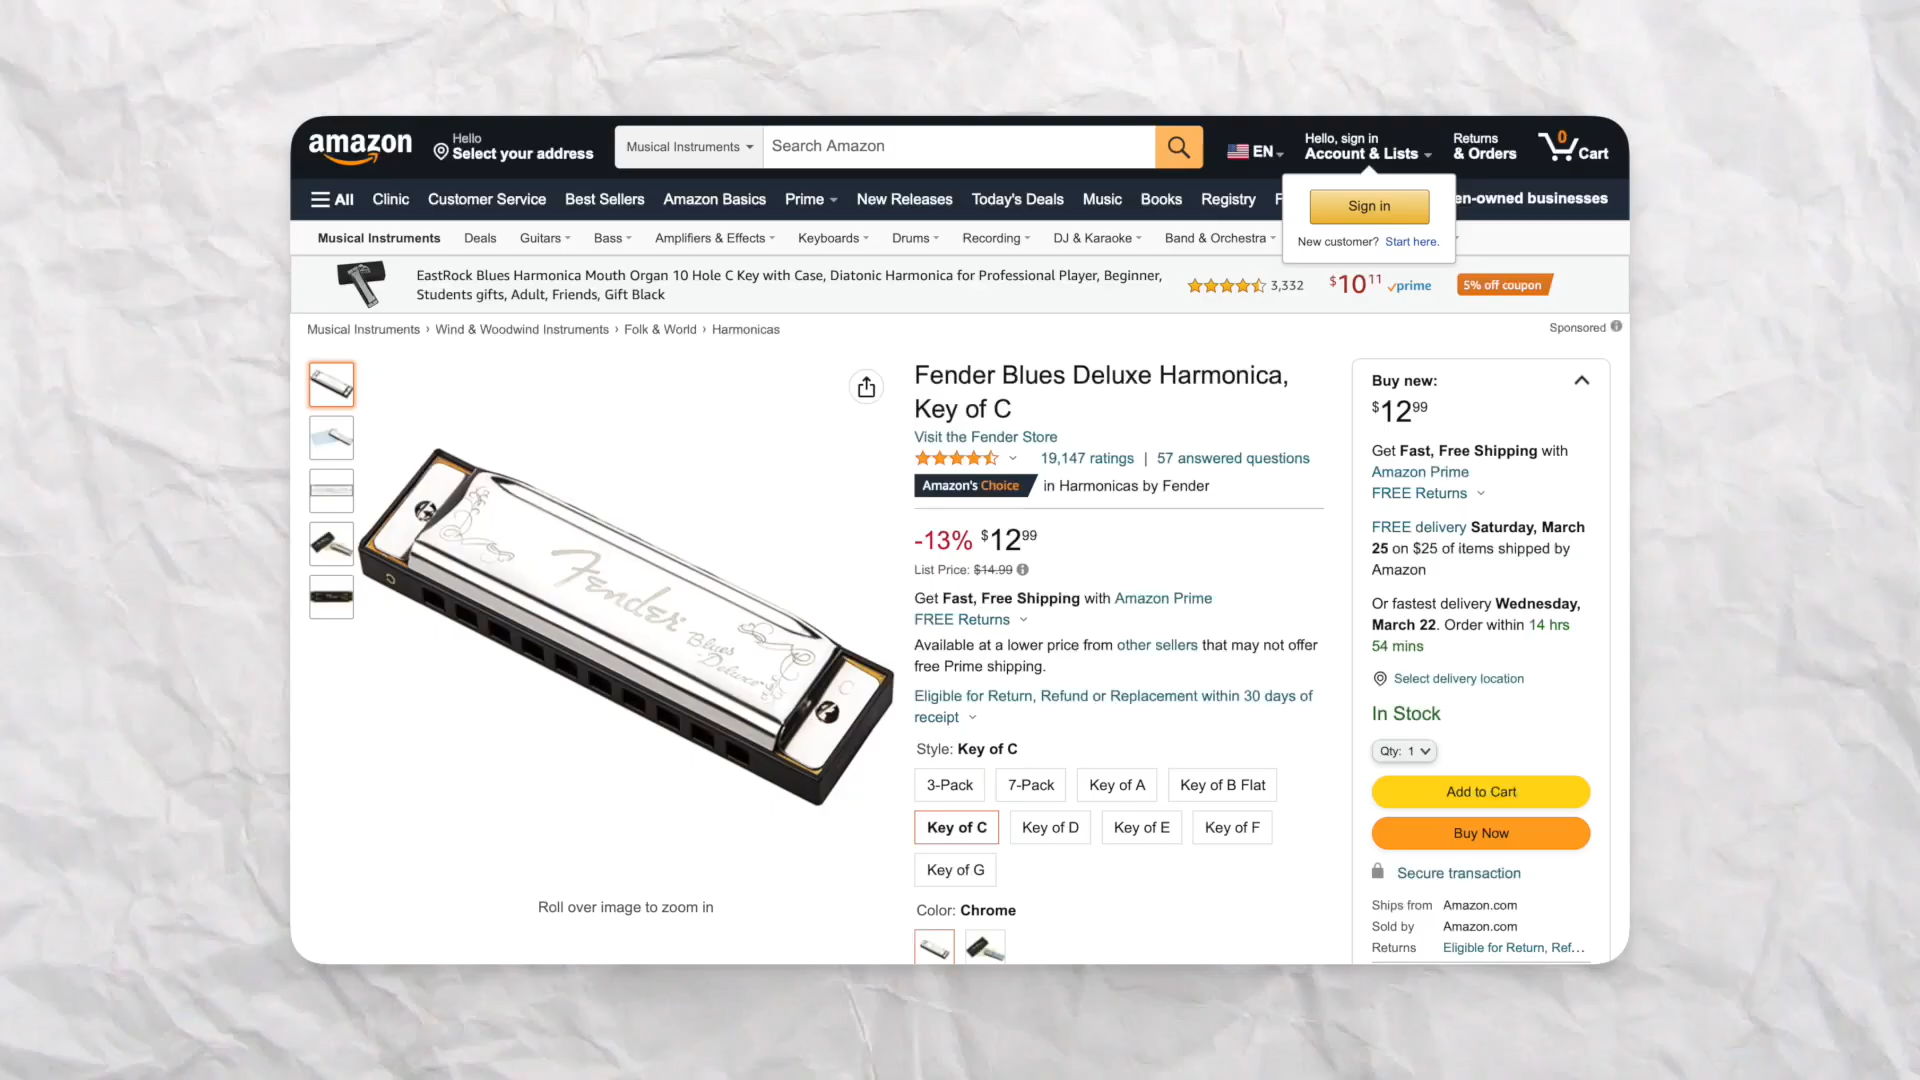 amazon
Hello
Select your address
Musical Instruments
Search Amazon
EN
Hello, sign in
Account & Lists
Returns
& Orders
0
Cart
All
Clinic
Customer Service
Best Sellers
Amazon Basics
Prime
New Releases
Today's Deals
Music
Books
Registry
F
en-owned businesses
Sign in
New customer? Start here.
Musical Instruments
Deals
Guitars
Bass
Amplifiers & Effects
Keyboards
Drums
Recording
DJ & Karaoke
Band & Orchestra
EastRock Blues Harmonica Mouth Organ 10 Hole C Key with Case, Diatonic Harmonica for Professional Player, Beginner,
Students gifts, Adult, Friends, Gift Black
3,332
$10 11
prime
5% off coupon
Musical Instruments › Wind & Woodwind Instruments › Folk & World › Harmonicas
Sponsored
Fender
Blues
Deluxe
C
Roll over image to zoom in
Fender Blues Deluxe Harmonica,
Key of C
Visit the Fender Store
19,147 ratings | 57 answered questions
Amazon's Choice in Harmonicas by Fender
-13% $12 99
List Price: $14.99
Get Fast, Free Shipping with Amazon Prime
FREE Returns
Available at a lower price from other sellers that may not offer
free Prime shipping.
Eligible for Return, Refund or Replacement within 30 days of
receipt
Style: Key of C
3-Pack
7-Pack
Key of A
Key of B Flat
Key of C
Key of D
Key of E
Key of F
Key of G
Color: Chrome
Buy new:
$12 99
Get Fast, Free Shipping with
Amazon Prime
FREE Returns
FREE delivery Saturday, March
25 on $25 of items shipped by
Amazon
Or fastest delivery Wednesday,
March 22. Order within 14 hrs
54 mins
Select delivery location
In Stock
Qty: 1
Add to Cart
Buy Now
Secure transaction
Ships from Amazon.com
Sold by Amazon.com
Returns Eligible for Return, Ref…